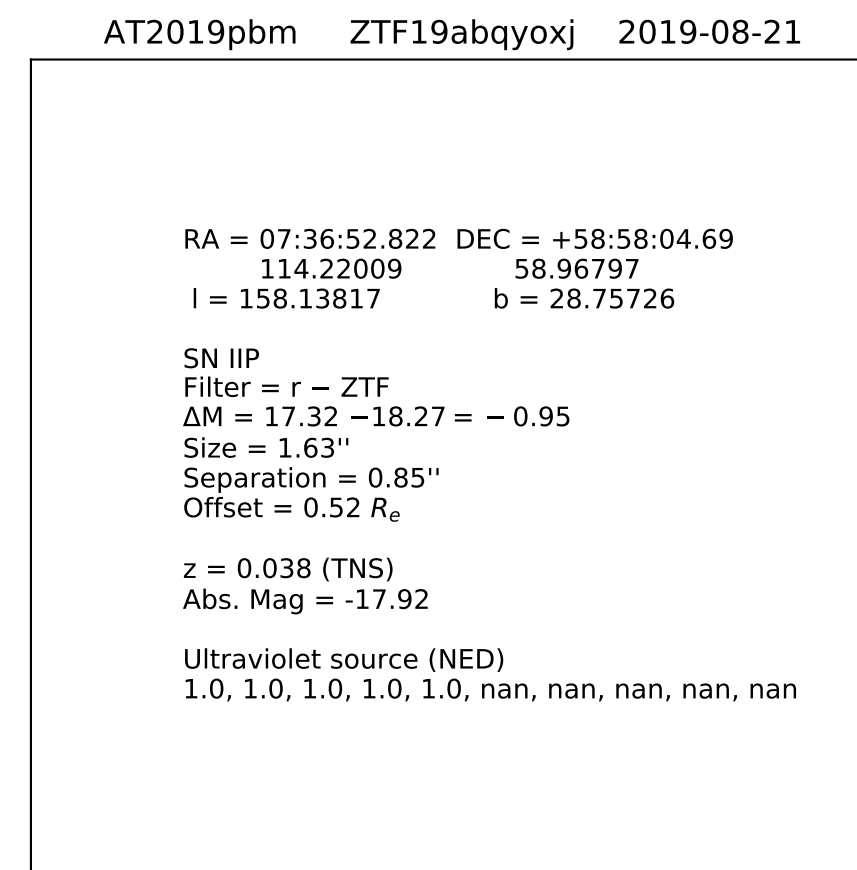 AT2019pbm ZTF19abqyoxj 2019-08-21
RA = 07:36:52.822 DEC = +58:58:04.69
114.22009 58.96797
l = 158.13817 b = 28.75726
SN IIP
Filter = r − ZTF
ΔM = 17.32 −18.27 = − 0.95
Size = 1.63''
Separation = 0.85''
Offset = 0.52 Re
z = 0.038 (TNS)
Abs. Mag = -17.92
Ultraviolet source (NED)
1.0, 1.0, 1.0, 1.0, 1.0, nan, nan, nan, nan, nan